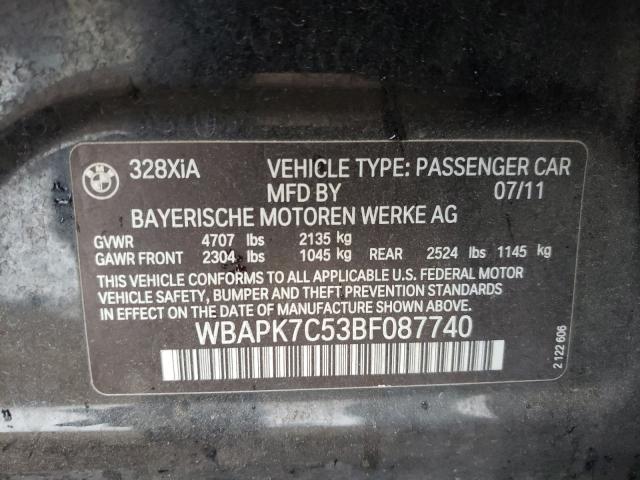 BMW
328XiA VEHICLE TYPE: PASSENGER CAR
MFD BY 07/11
BAYERISCHE MOTOREN WERKE AG
GVWR 4707 lbs 2135 kg
GAWR FRONT 2304 lbs 1045 kg REAR 2524 lbs 1145 kg
THIS VEHICLE CONFORMS TO ALL APPLICABLE U.S. FEDERAL MOTOR
VEHICLE SAFETY, BUMPER AND THEFT PREVENTION STANDARDS
IN EFFECT ON THE DATE OF MANUFACTURE SHOWN ABOVE.
WBAPK7C53BF087740
2 122 606